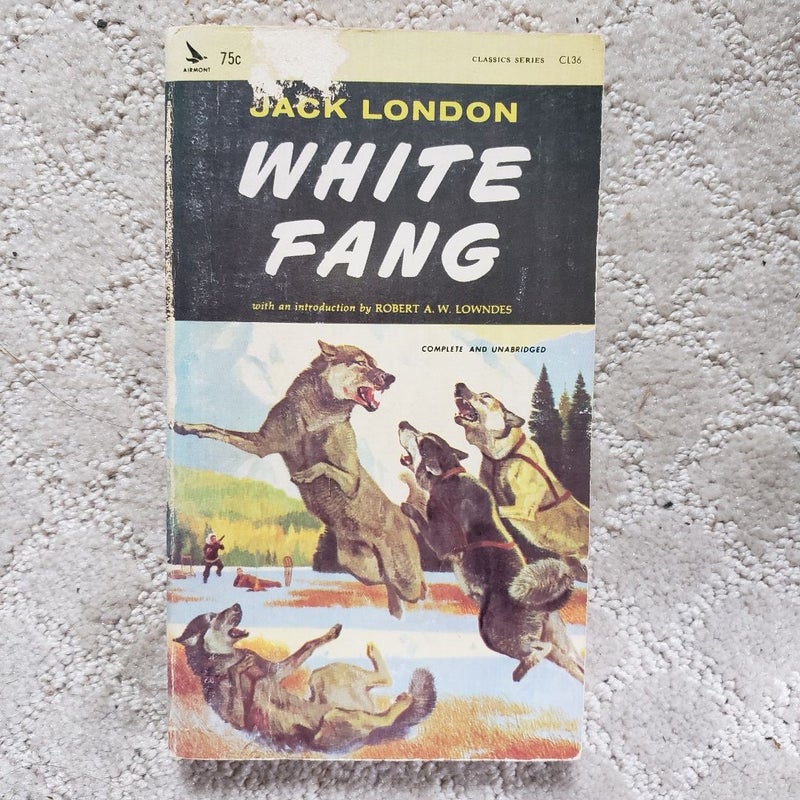 75c
CLASSICS SERIES CL36
AIRMONT
JACK LONDON
WHITE
FANG
with an introduction by ROBERT A. W. LOWNDES
COMPLETE AND UNABRIDGED